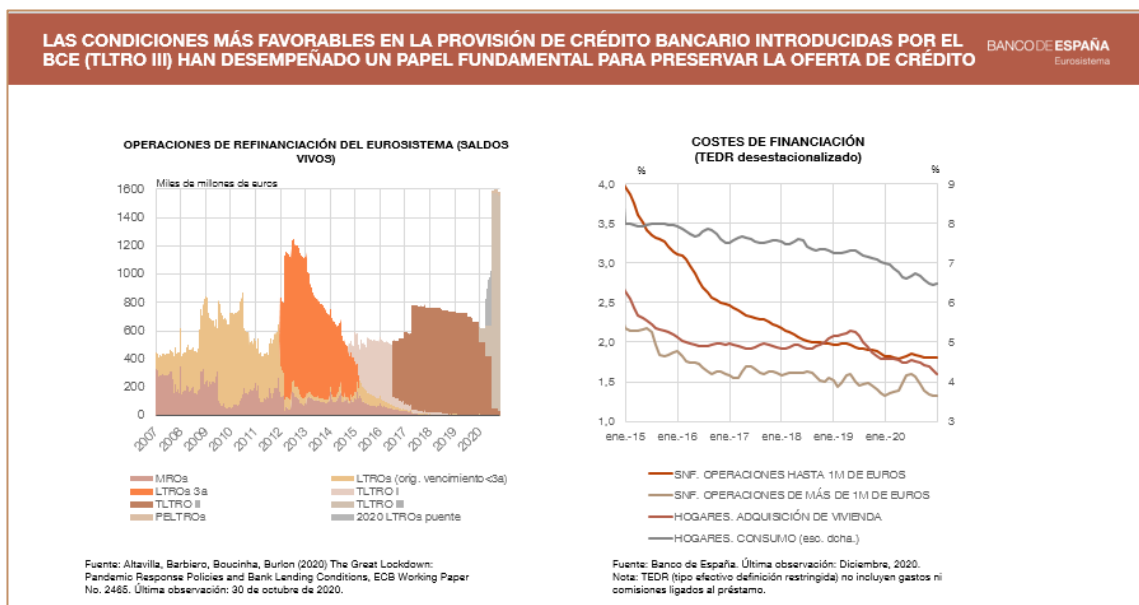 LAS CONDICIONES MÁS FAVORABLES EN LA PROVISIÓN DE CRÉDITO BANCARIO INTRODUCIDAS POR EL
BCE (TLTRO III) HAN DESEMPEÑADO UN PAPEL FUNDAMENTAL PARA PRESERVAR LA OFERTA DE CRÉDITO
BANCO DE ESPAÑA
Eurosistema
OPERACIONES DE REFINANCIACIÓN DEL EUROSISTEMA (SALDOS
VIVOS)
Miles de millones de euros
1600
1400
1200
1000
800
600
400
200
0
2007
2008
2009
2010
2011
2012
2013
2014
2015
2016
2017
2018
2019
2020
MROs
LTROs (orig. vencimiento<3a)
LTROs 3a
TLTRO I
TLTRO II
TLTRO III
PELTROs
2020 LTROs puente
Fuente: Altavilla, Barbiero, Boucinha, Burlon (2020) The Great Lockdown:
Pandemic Response Policies and Bank Lending Conditions, ECB Working Paper
No. 2465. Última observación: 30 de octubre de 2020.
COSTES DE FINANCIACIÓN
(TEDR desestacionalizado)
%
%
4,0
3,5
3,0
2,5
2,0
1,5
1,0
9
8
7
6
5
4
3
ene.-15
ene.-16
ene.-17
ene.-18
ene.-19
ene.-20
SNF. OPERACIONES HASTA 1M DE EUROS
SNF. OPERACIONES DE MÁS DE 1M DE EUROS
HOGARES. ADQUISICIÓN DE VIVIENDA
HOGARES. CONSUMO (esc. dcha.)
Fuente: Banco de España. Última observación: Diciembre, 2020.
Nota: TEDR (tipo efectivo definición restringida) no incluyen gastos ni
comisiones ligados al préstamo.